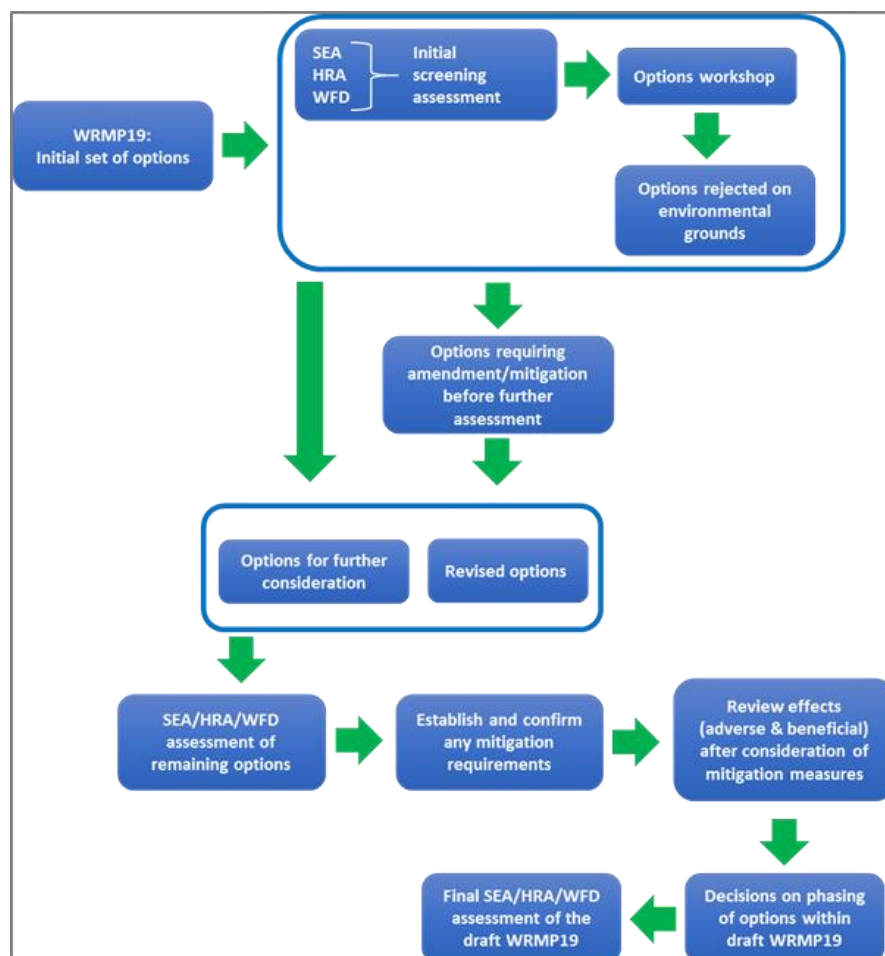 SEA
HRA
WFD
Initial
screening
assessment
Options workshop
WRMP19:
Initial set of options
Options rejected on
environmental
grounds
Options requiring
amendment/mitigation
before further
assessment
Options for further
consideration
Revised options
SEA/HRA/WFD
assessment of
remaining options
Establish and confirm
any mitigation
requirements
Review effects
(adverse & beneficial)
after consideration of
mitigation measures
Final SEA/HRA/WFD
assessment of the
draft WRMP19
Decisions on phasing
of options within
draft WRMP19